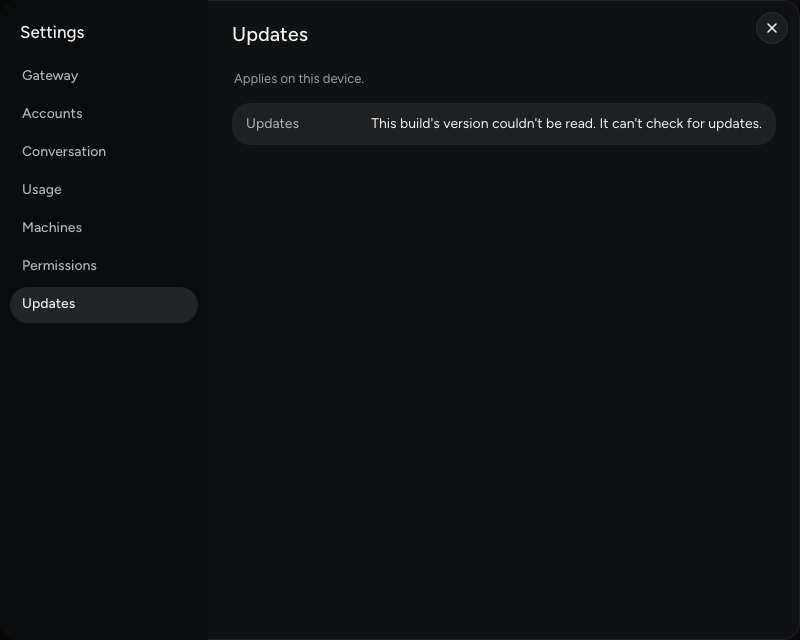 Settings
Gateway
Accounts
Conversation
Usage
Machines
Permissions
Updates
Updates
Applies on this device.
Updates This build's version couldn't be read. It can't check for updates.